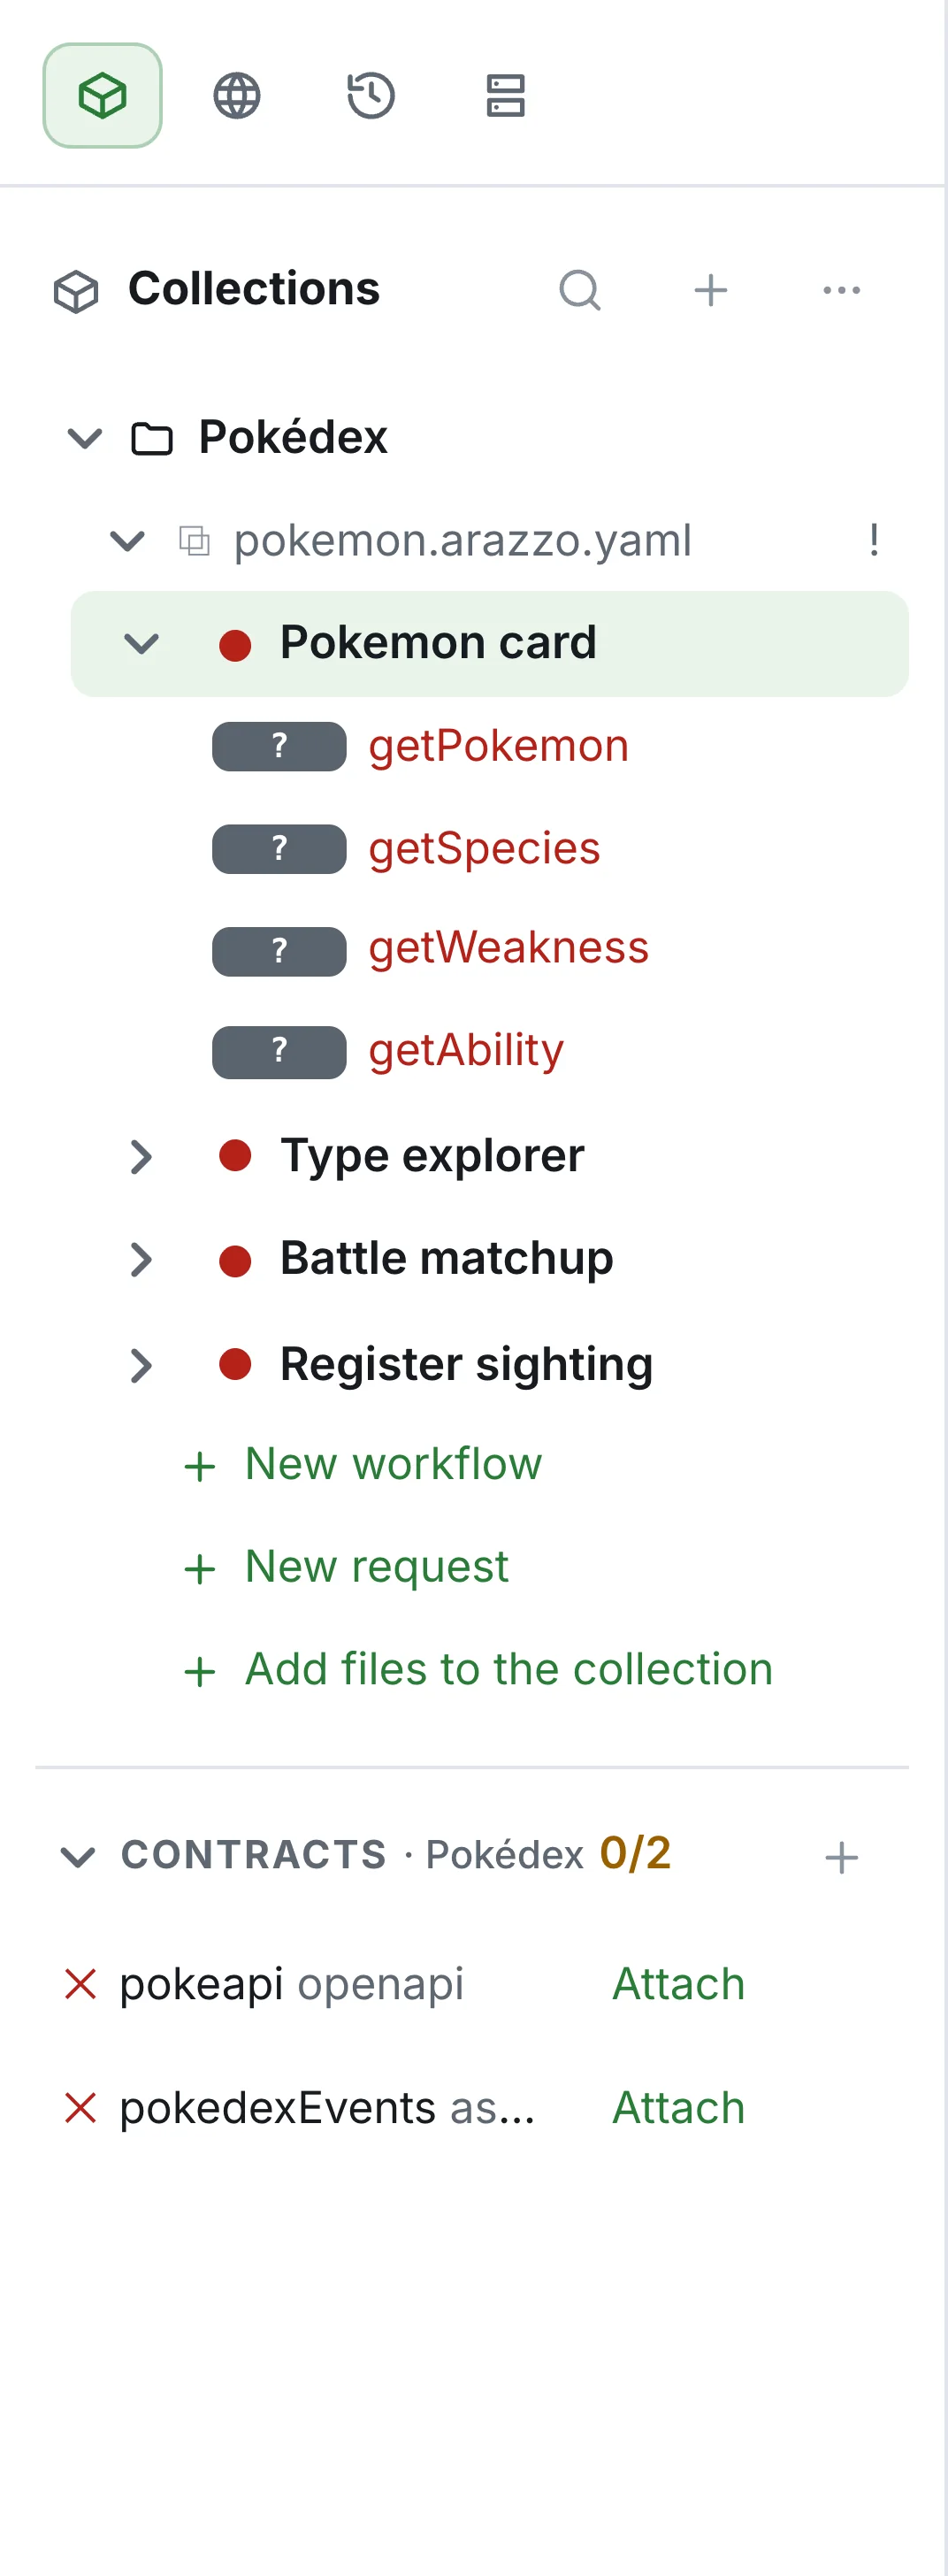 Collections
Pokédex
pokemon.arazzo.yaml !
Pokemon card
? getPokemon
? getSpecies
? getWeakness
? getAbility
Type explorer
Battle matchup
Register sighting
+ New workflow
+ New request
+ Add files to the collection
CONTRACTS · Pokédex 0/2
pokeapi openapi Attach
pokedexEvents as... Attach